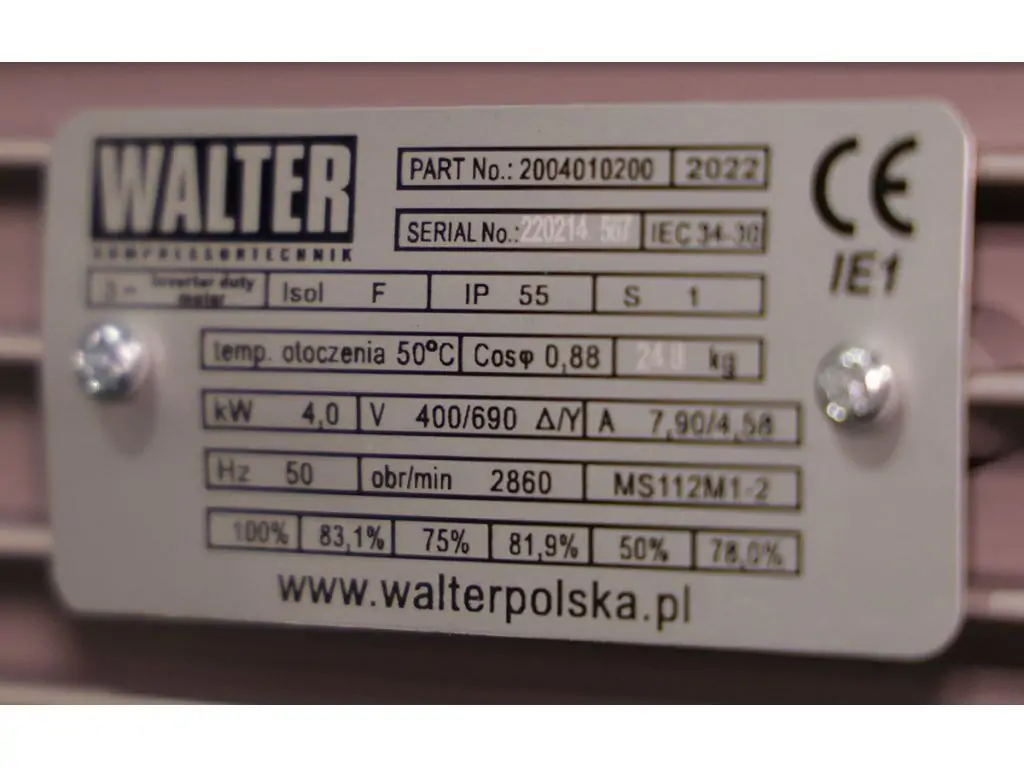 WALTER
KOMPRESSORTECHNIK
PART No.: 2004010200 2022
SERIAL No.: 220214 567 IEC 34-30
CE
IE1
3~ Inverter duty motor Isol F IP 55 S 1
temp. otoczenia 50°C Cosφ 0,88 kg
kW 4,0 V 400/690 Δ/Y A 7,90/4,58
Hz 50 obr/min 2860 MS112M1-2
100% 83,1% 75% 81,9% 50% 78,0%
www.walterpolska.pl